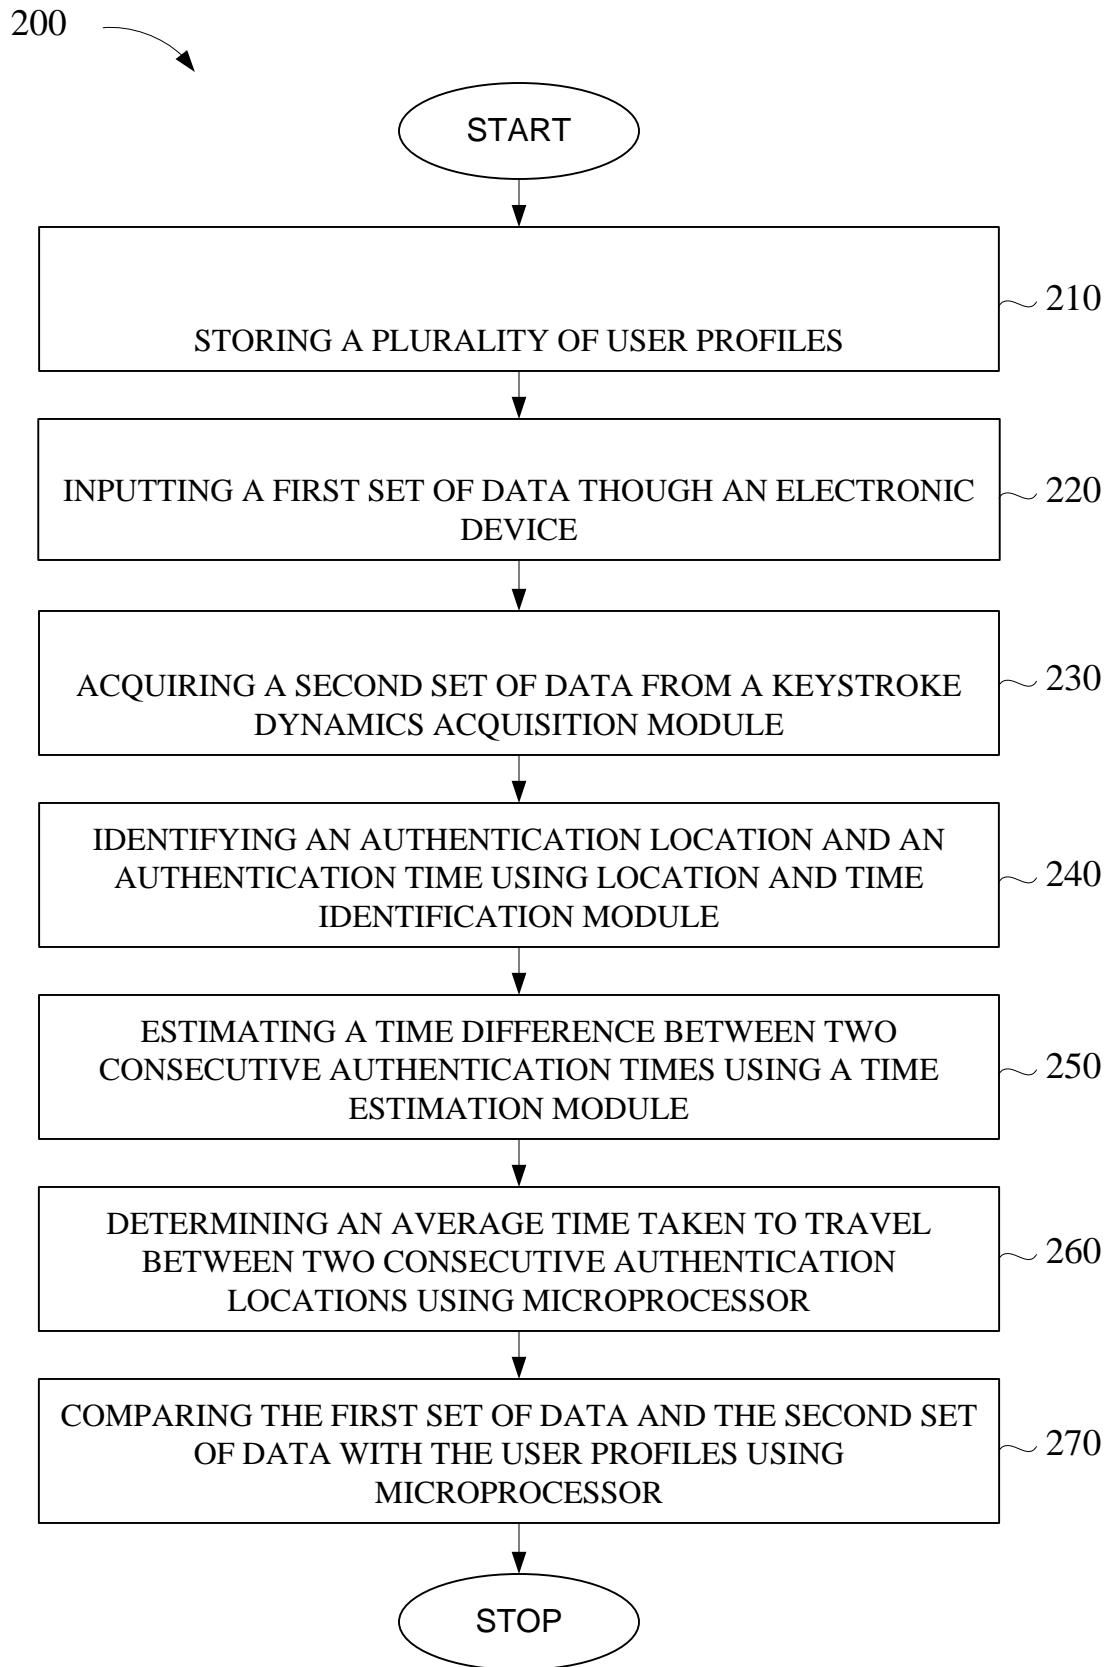 200
START
STORING A PLURALITY OF USER PROFILES
210
INPUTTING A FIRST SET OF DATA THOUGH AN ELECTRONIC
DEVICE
220
ACQUIRING A SECOND SET OF DATA FROM A KEYSTROKE
DYNAMICS ACQUISITION MODULE
230
IDENTIFYING AN AUTHENTICATION LOCATION AND AN
AUTHENTICATION TIME USING LOCATION AND TIME
IDENTIFICATION MODULE
240
ESTIMATING A TIME DIFFERENCE BETWEEN TWO
CONSECUTIVE AUTHENTICATION TIMES USING A TIME
ESTIMATION MODULE
250
DETERMINING AN AVERAGE TIME TAKEN TO TRAVEL
BETWEEN TWO CONSECUTIVE AUTHENTICATION
LOCATIONS USING MICROPROCESSOR
260
COMPARING THE FIRST SET OF DATA AND THE SECOND SET
OF DATA WITH THE USER PROFILES USING
MICROPROCESSOR
270
STOP